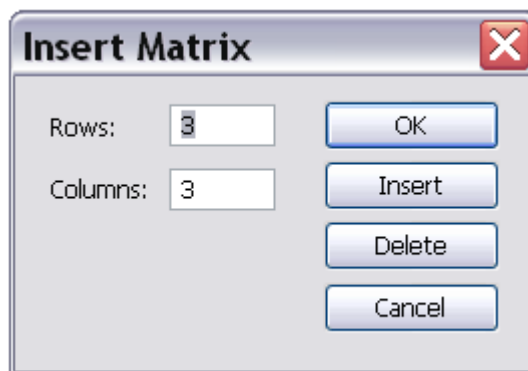 Insert Matrix
Rows: 3 OK
Columns: 3 Insert
Delete
Cancel